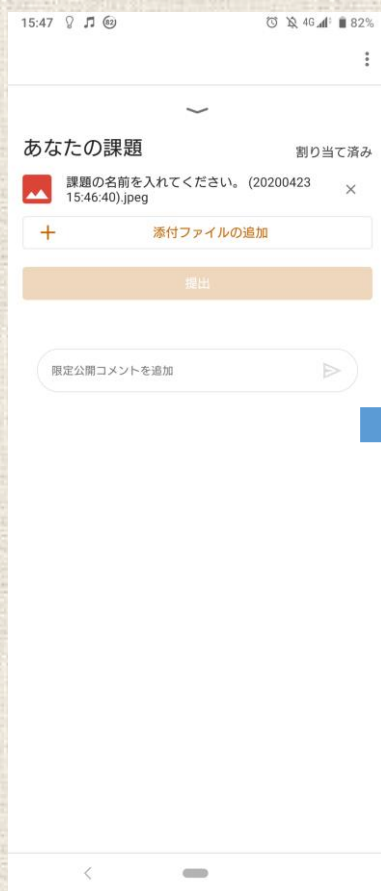 15:47 82 4G 82%
あなたの課題
割り当て済み
課題の名前を入れてください。 (20200423
15:46:40).jpeg
添付ファイルの追加
提出
限定公開コメントを追加